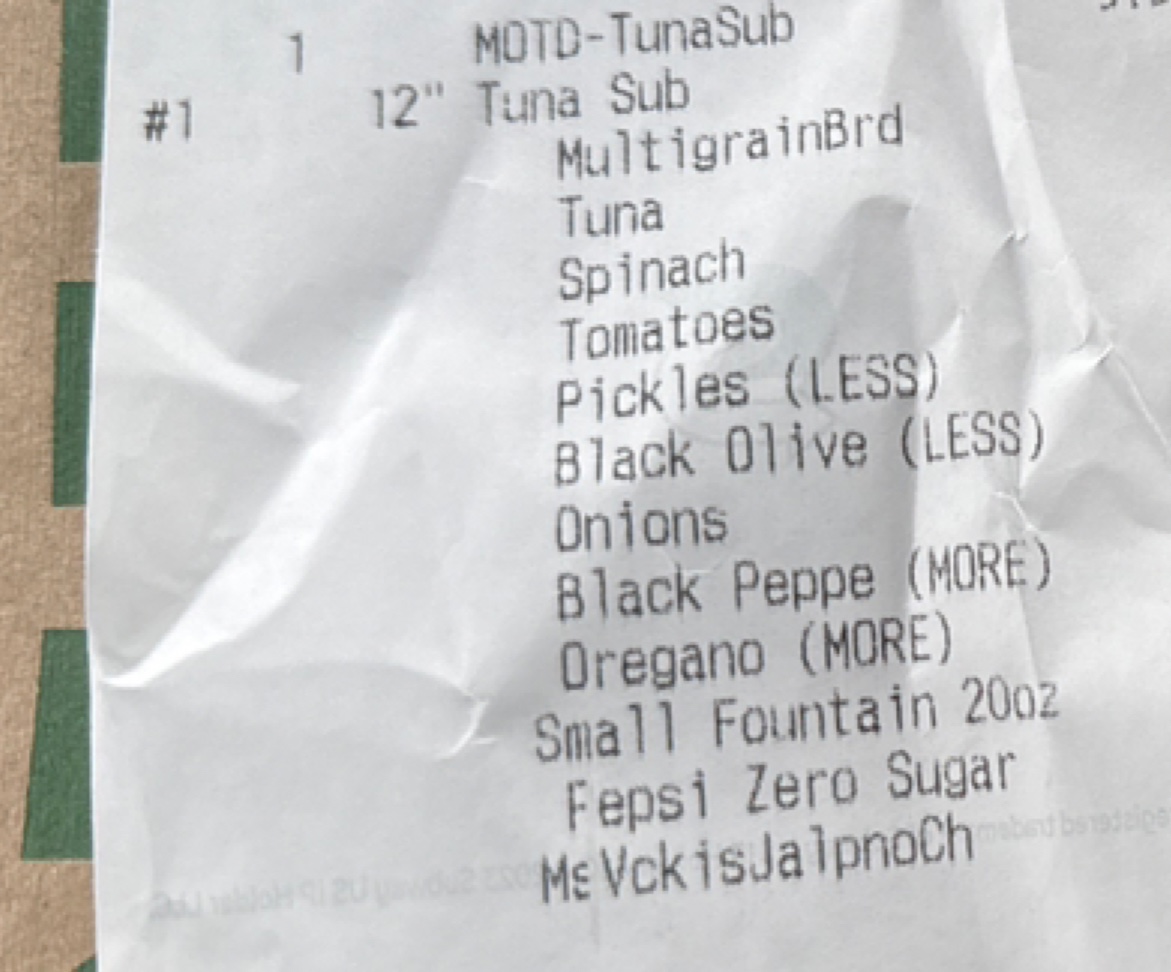 1 MOTD-TunaSub
#1 12" Tuna Sub
MultigrainBrd
Tuna
Spinach
Tomatoes
Pickles (LESS)
Black Olive (LESS)
Onions
Black Peppe (MORE)
Oregano (MORE)
Small Fountain 20oz
Pepsi Zero Sugar
MsVckisJalpnoCh